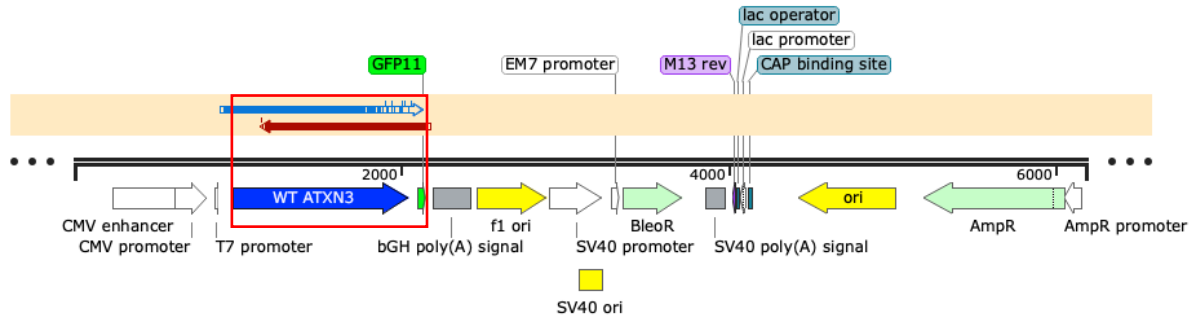 lac operator
lac promoter
GFP11
EM7 promoter
M13 rev
CAP binding site
2000
4000
6000
WT ATXN3
ori
CMV enhancer
f1 ori
BleoR
AmpR
AmpR promoter
CMV promoter
T7 promoter
bGH poly(A) signal
SV40 promoter
SV40 poly(A) signal
SV40 ori